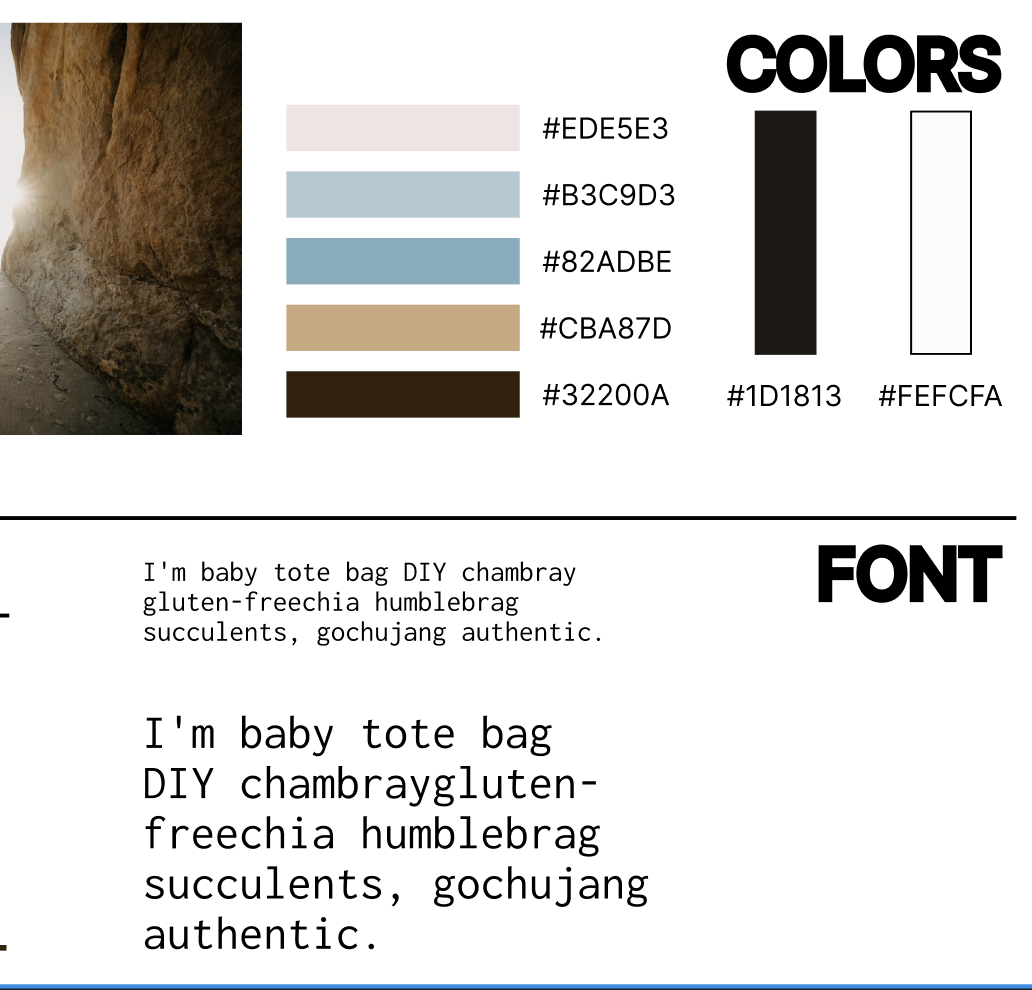 COLORS
#EDE5E3
#B3C9D3
#82ADBE
#CBA87D
#32200A
#1D1813 #FEFCFA
FONT
I'm baby tote bag DIY chambray
gluten-freechia humblebrag
succulents, gochujang authentic.
I'm baby tote bag
DIY chambraygluten-
freechia humblebrag
succulents, gochujang
authentic.